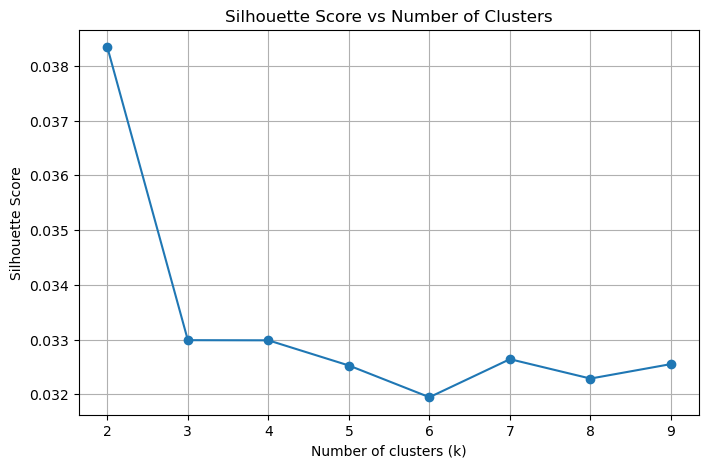 Silhouette Score vs Number of Clusters
Silhouette Score
0.038
0.037
0.036
0.035
0.034
0.033
0.032
2 3 4 5 6 7 8 9
Number of clusters (k)